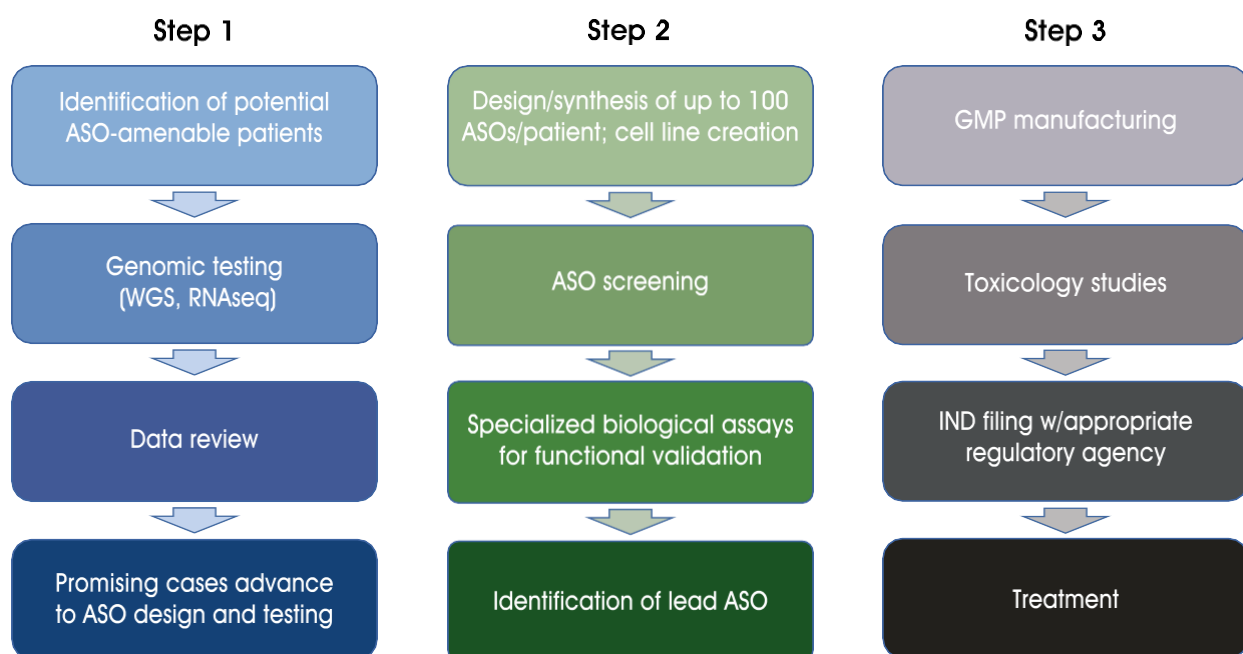 Step 1
Identification of potential
ASO-amenable patients
Genomic testing
(WGS, RNAseq)
Data review
Promising cases advance
to ASO design and testing
Step 2
Design/synthesis of up to 100
ASOs/patient; cell line creation
ASO screening
Specialized biological assays
for functional validation
Identification of lead ASO
Step 3
GMP manufacturing
Toxicology studies
IND filing w/appropriate
regulatory agency
Treatment